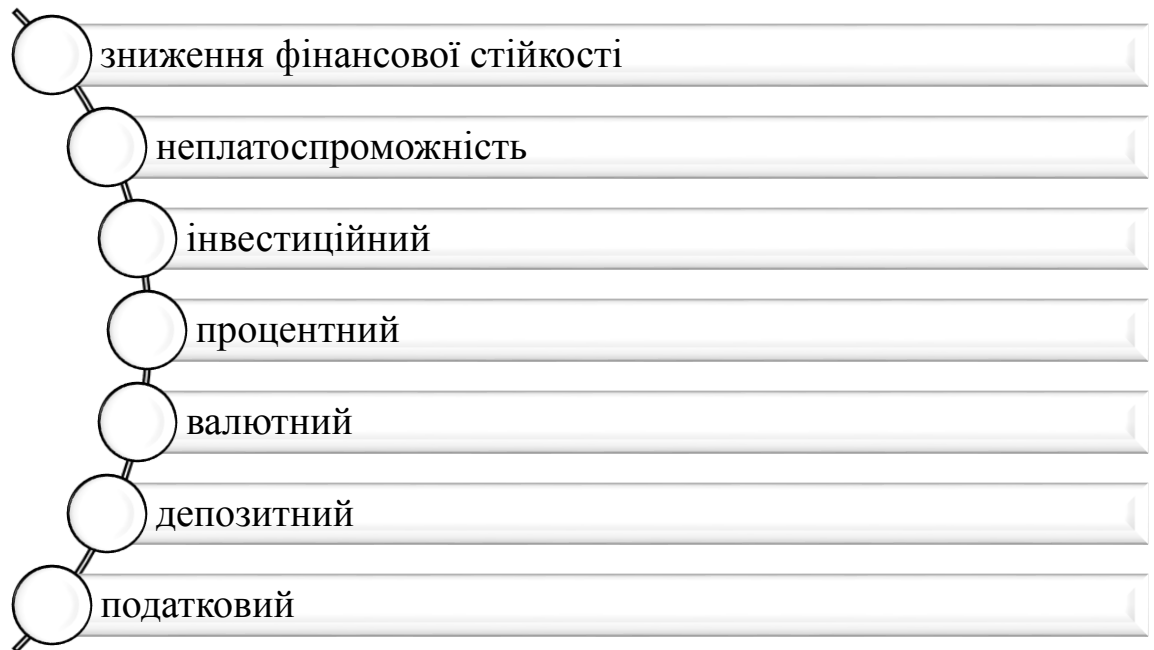 зниження фінансової стійкості
неплатоспроможність
інвестиційний
процентний
валютний
депозитний
податковий